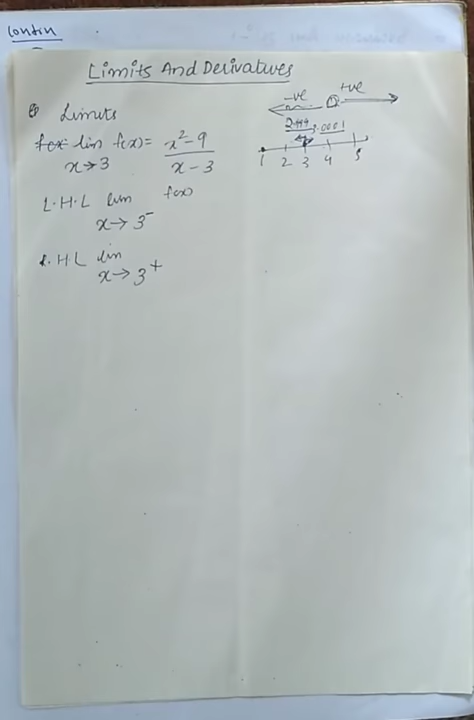 Contin
Limits And Derivatives
Limits
-ve +ve
lim f(x) = x²-9
x→3 x-3
2.999 3.0001
1 2 3 4 5
L.H.L lim f(x)
x→3⁻
R.H.L lim
x→3⁺